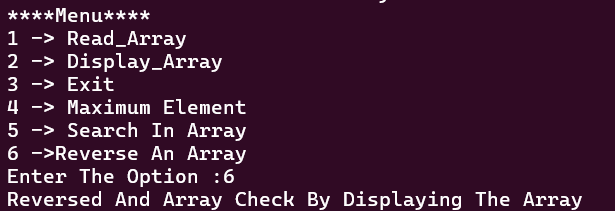 ****Menu****
1 -> Read_Array
2 -> Display_Array
3 -> Exit
4 -> Maximum Element
5 -> Search In Array
6 ->Reverse An Array
Enter The Option :6
Reversed And Array Check By Displaying The Array